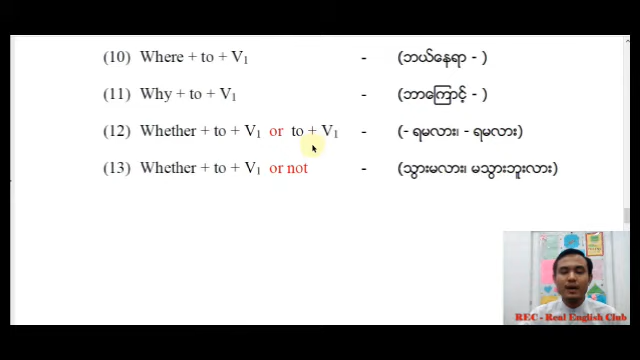 (10) Where + to + V1 - (ဘယ်နေရာ - )
(11) Why + to + V1 - (ဘာကြောင့် - )
(12) Whether + to + V1 or to + V1 - (- ရမလား၊ - ရမလား)
(13) Whether + to + V1 or not - (သွားမလား၊ မသွားဘူးလား)
REC - Real English Club